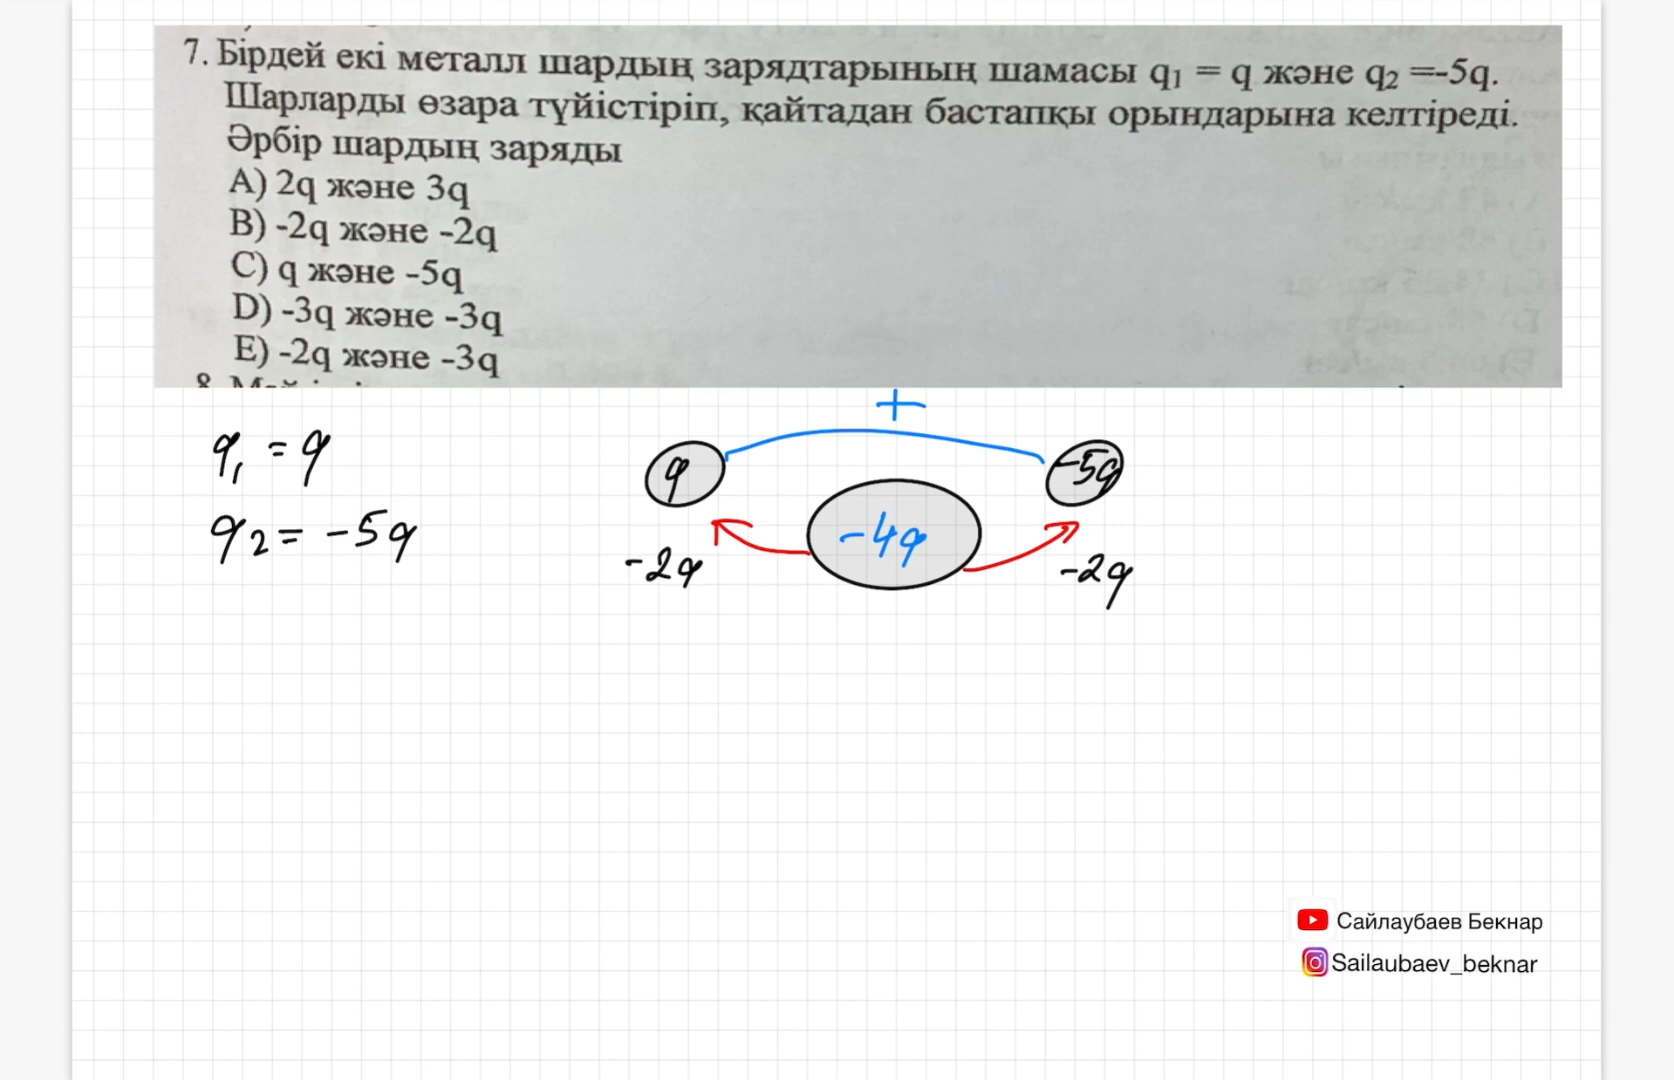 7. Бірдей екі металл шардың зарядтарының шамасы q₁ = q және q₂ =-5q.
Шарларды өзара түйістіріп, қайтадан бастапқы орындарына келтіреді.
Әрбір шардың заряды
A) 2q және 3q
B) -2q және -2q
C) q және -5q
D) -3q және -3q
E) -2q және -3q
8.
+
q₁ = q
q
-5q
q₂ = -5q
-4q
-2q
-2q
Сайлаубаев Бекнар
Sailaubaev_beknar